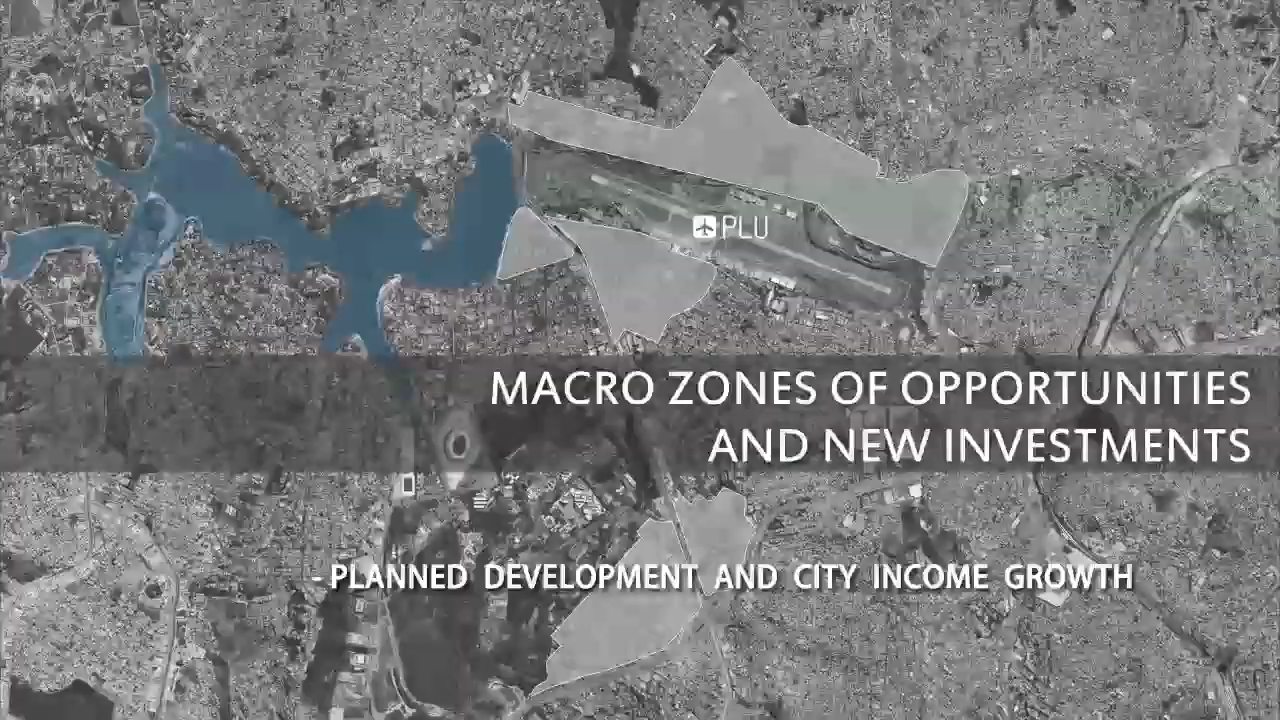 PLU
MACRO ZONES OF OPPORTUNITIES
AND NEW INVESTMENTS
- PLANNED DEVELOPMENT AND CITY INCOME GROWTH